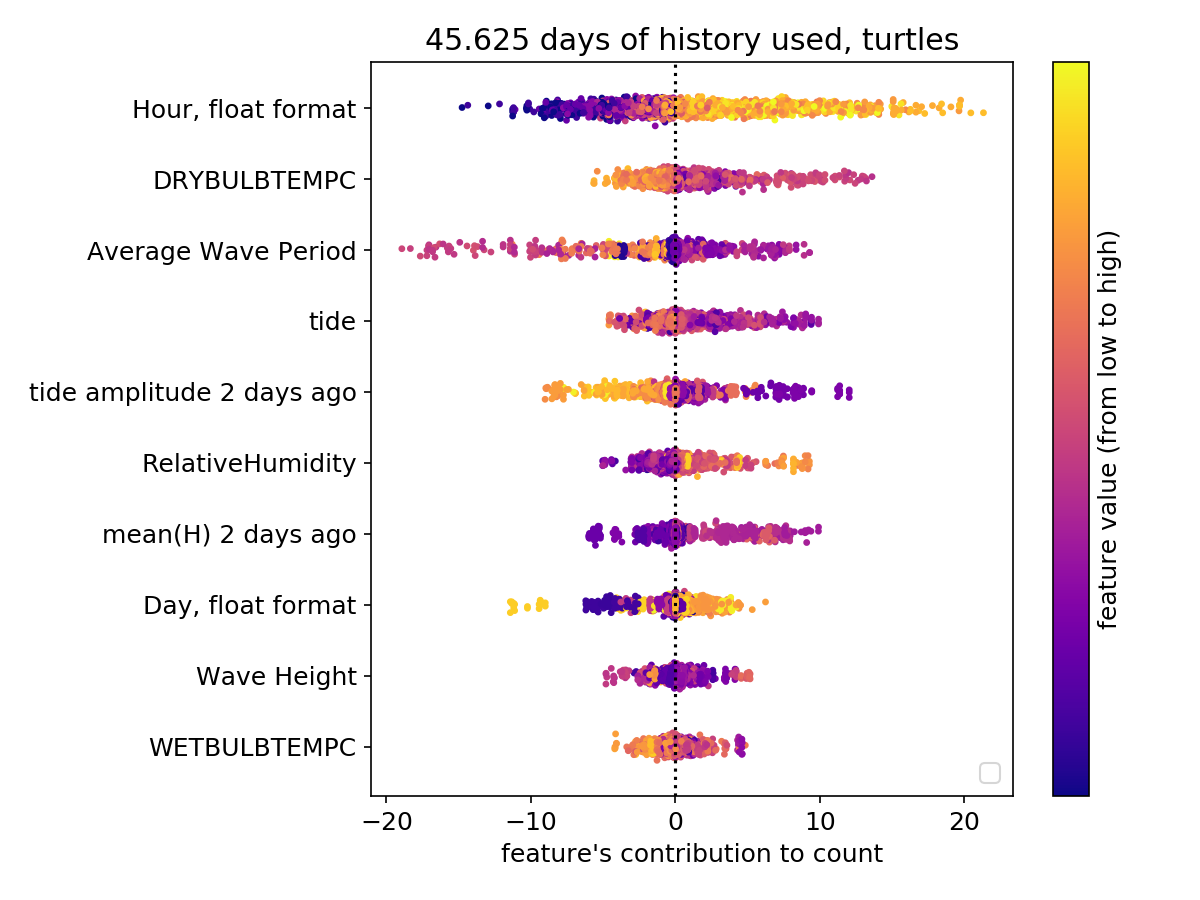 45.625 days of history used, turtles
Hour, float format
DRYBULBTEMPC
Average Wave Period
tide
tide amplitude 2 days ago
RelativeHumidity
mean(H) 2 days ago
Day, float format
Wave Height
WETBULBTEMPC
−20 −10 0 10 20
feature's contribution to count
feature value (from low to high)